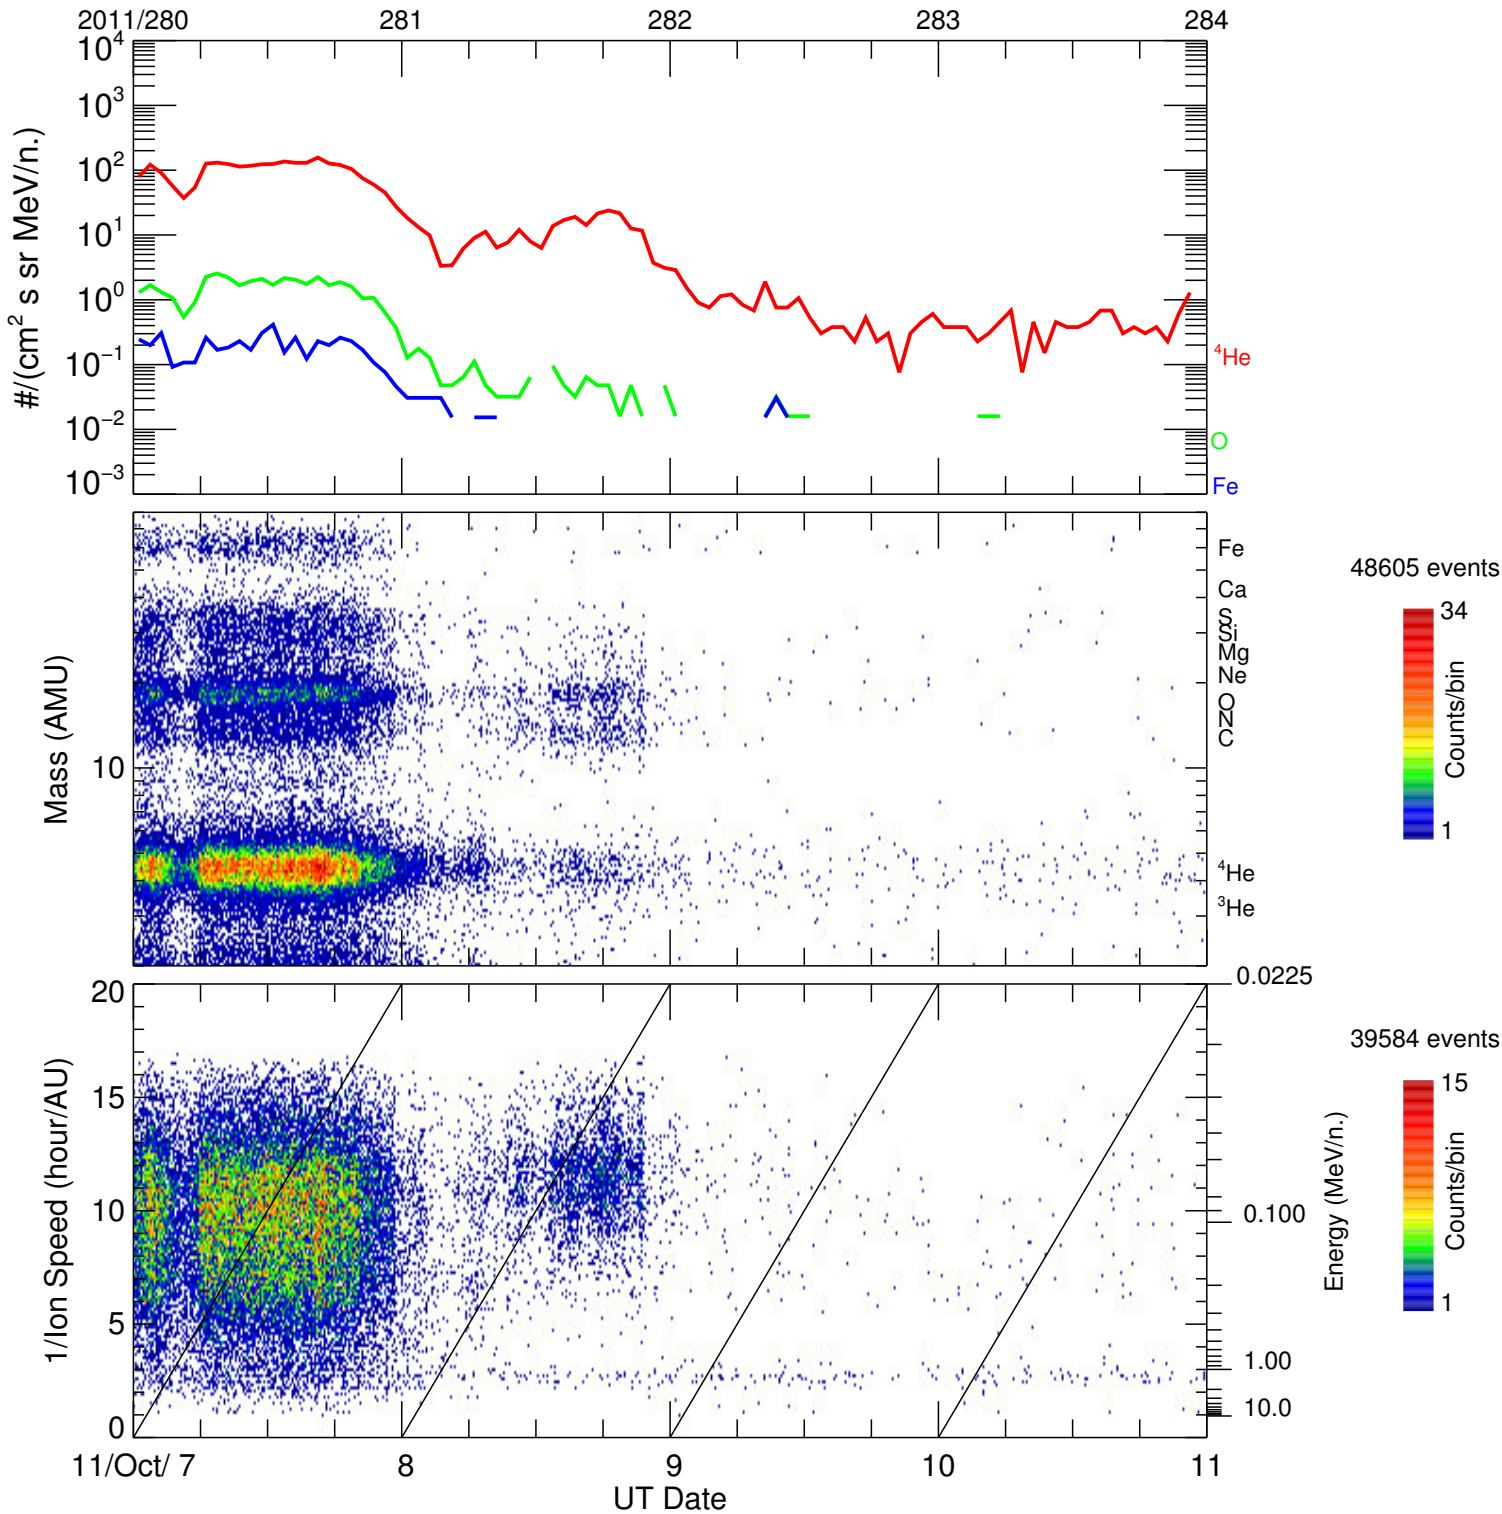 2011/280 281 282 283 284
10^4
10^3
10^2
10^1
10^0
10^−1
10^−2
10^−3
#/(cm^2 s sr MeV/n.)
^4He
O
Fe
Mass (AMU)
10
Fe
Ca
S
Si
Mg
Ne
O
N
C
^4He
^3He
48605 events
34
Counts/bin
1
1/Ion Speed (hour/AU)
20
15
10
5
0
0.0225
0.100
1.00
10.0
Energy (MeV/n.)
39584 events
15
Counts/bin
1
11/Oct/ 7 8 9 10 11
UT Date